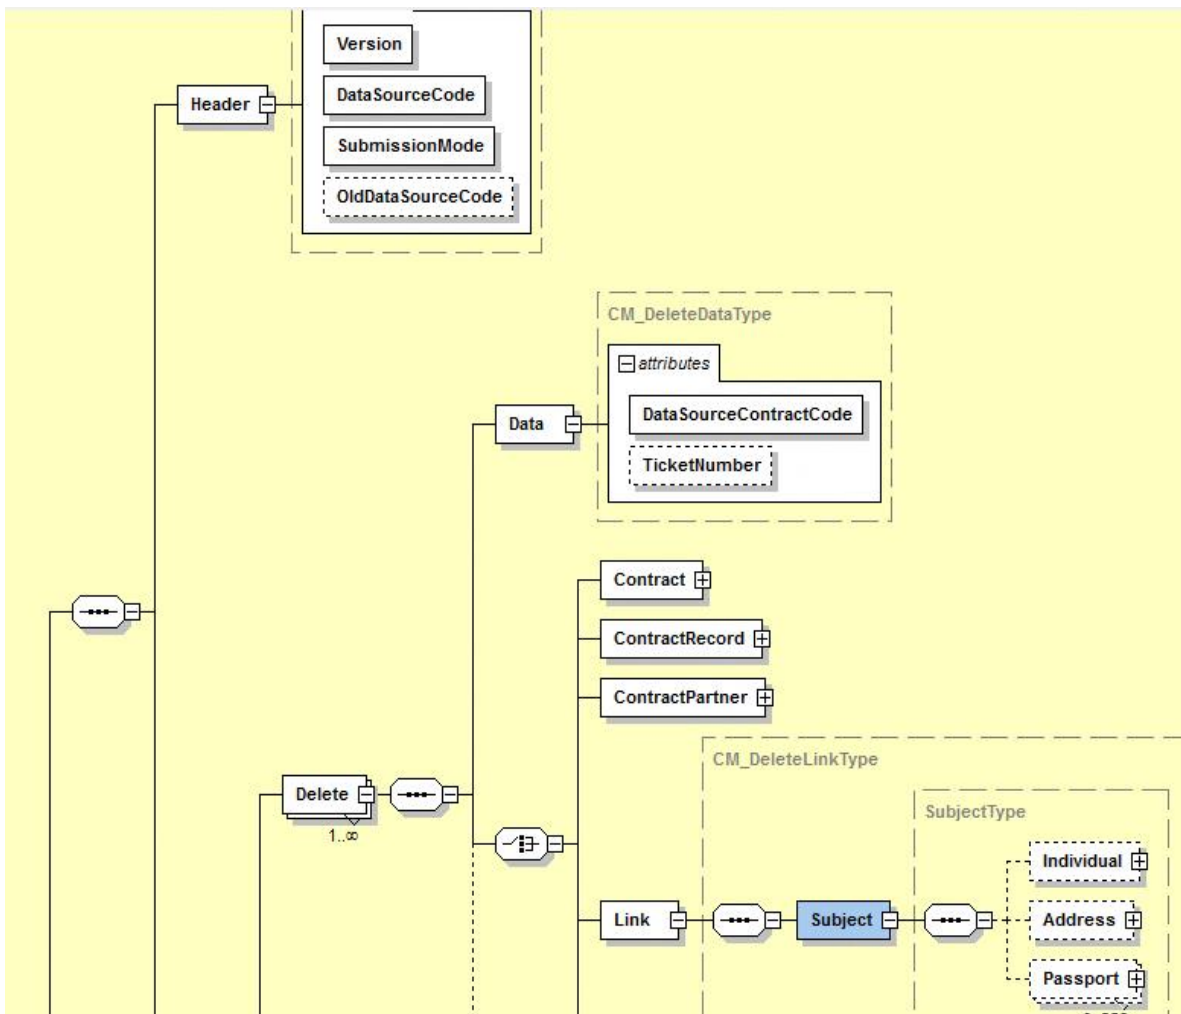 Version
DataSourceCode
Header
SubmissionMode
OldDataSourceCode
CM_DeleteDataType
attributes
DataSourceContractCode
Data
TicketNumber
Contract
ContractRecord
ContractPartner
CM_DeleteLinkType
Delete
1..∞
SubjectType
Individual
Link
Subject
Address
Passport